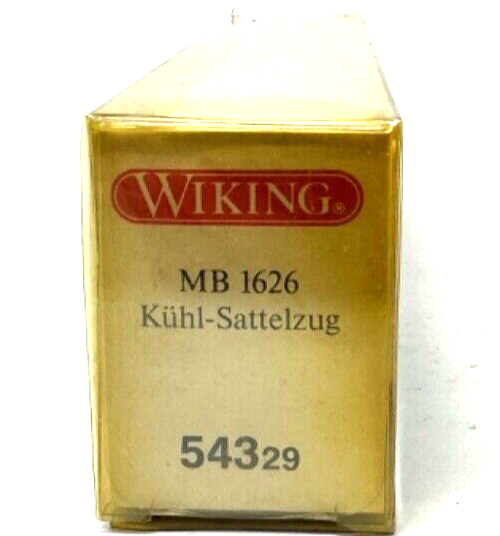 WIKING®
MB 1626
Kühl-Sattelzug
54329